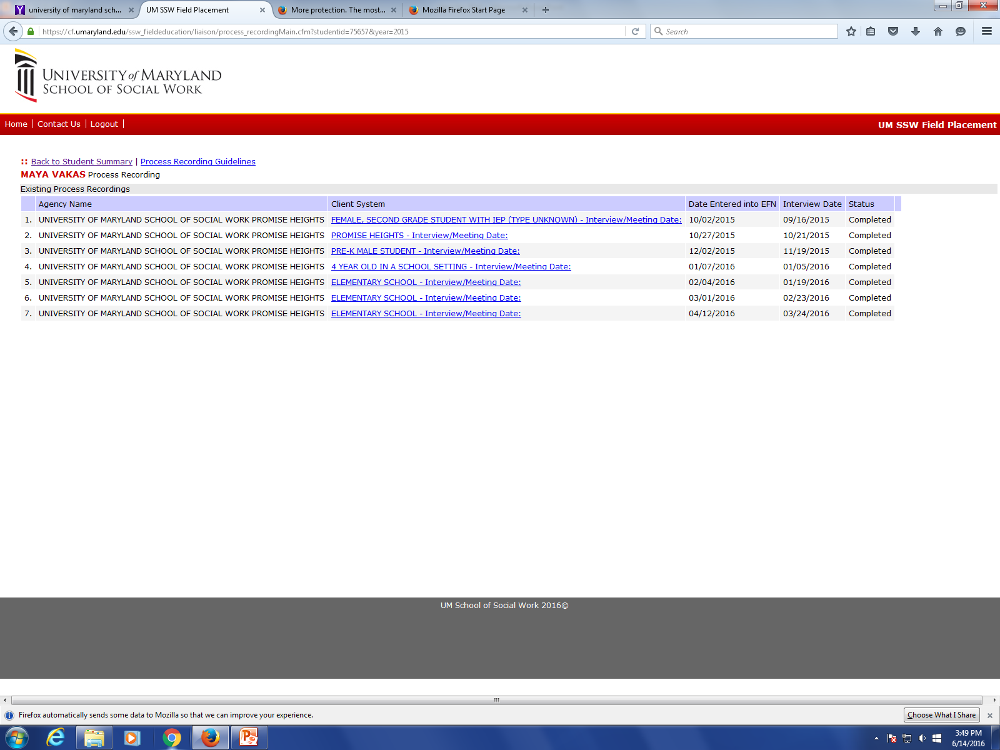 university of maryland sch...
UM SSW Field Placement
More protection. The most...
Mozilla Firefox Start Page
https://cf.umaryland.edu/ssw_fieldeducation/liaison/process_recordingMain.cfm?studentid=75657&year=2015
Search
UNIVERSITY of MARYLAND
SCHOOL OF SOCIAL WORK
Home | Contact Us | Logout |
UM SSW Field Placement
:: Back to Student Summary | Process Recording Guidelines
MAYA VAKAS Process Recording
Existing Process Recordings
Agency Name Client System Date Entered into EFN Interview Date Status
1. UNIVERSITY OF MARYLAND SCHOOL OF SOCIAL WORK PROMISE HEIGHTS FEMALE, SECOND GRADE STUDENT WITH IEP (TYPE UNKNOWN) - Interview/Meeting Date: 10/02/2015 09/16/2015 Completed
2. UNIVERSITY OF MARYLAND SCHOOL OF SOCIAL WORK PROMISE HEIGHTS PROMISE HEIGHTS - Interview/Meeting Date: 10/27/2015 10/21/2015 Completed
3. UNIVERSITY OF MARYLAND SCHOOL OF SOCIAL WORK PROMISE HEIGHTS PRE-K MALE STUDENT - Interview/Meeting Date: 12/02/2015 11/19/2015 Completed
4. UNIVERSITY OF MARYLAND SCHOOL OF SOCIAL WORK PROMISE HEIGHTS 4 YEAR OLD IN A SCHOOL SETTING - Interview/Meeting Date: 01/07/2016 01/05/2016 Completed
5. UNIVERSITY OF MARYLAND SCHOOL OF SOCIAL WORK PROMISE HEIGHTS ELEMENTARY SCHOOL - Interview/Meeting Date: 02/04/2016 01/19/2016 Completed
6. UNIVERSITY OF MARYLAND SCHOOL OF SOCIAL WORK PROMISE HEIGHTS ELEMENTARY SCHOOL - Interview/Meeting Date: 03/01/2016 02/23/2016 Completed
7. UNIVERSITY OF MARYLAND SCHOOL OF SOCIAL WORK PROMISE HEIGHTS ELEMENTARY SCHOOL - Interview/Meeting Date: 04/12/2016 03/24/2016 Completed
UM School of Social Work 2016©
Firefox automatically sends some data to Mozilla so that we can improve your experience.
Choose What I Share
3:49 PM
6/14/2016